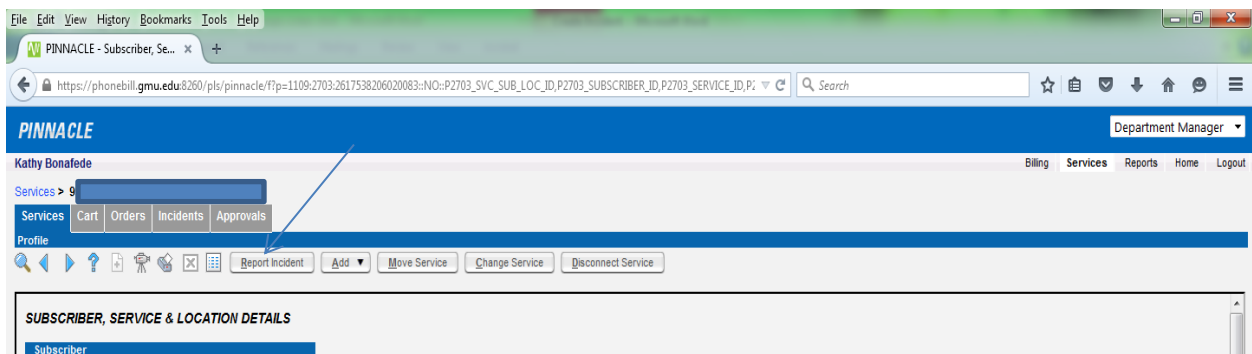 File Edit View History Bookmarks Tools Help
PINNACLE - Subscriber, Se... × +
https://phonebill.gmu.edu:8260/pls/pinnacle/f?p=1109:2703:2617538206020083::NO::P2703_SVC_SUB_LOC_ID,P2703_SUBSCRIBER_ID,P2703_SERVICE_ID,P2 Search
PINNACLE Department Manager
Kathy Bonafede Billing Services Reports Home Logout
Services > 9
Services Cart Orders Incidents Approvals
Profile
Report Incident Add Move Service Change Service Disconnect Service
SUBSCRIBER, SERVICE & LOCATION DETAILS
Subscriber